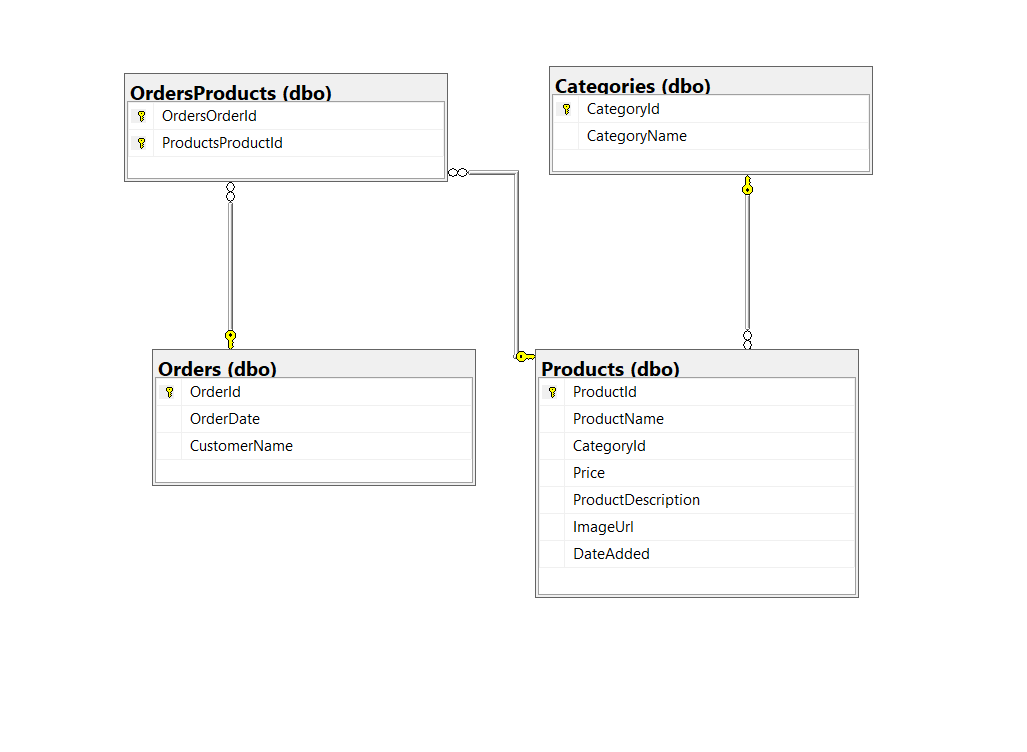 OrdersProducts (dbo)
OrdersOrderId
ProductsProductId
Categories (dbo)
CategoryId
CategoryName
Orders (dbo)
OrderId
OrderDate
CustomerName
Products (dbo)
ProductId
ProductName
CategoryId
Price
ProductDescription
ImageUrl
DateAdded